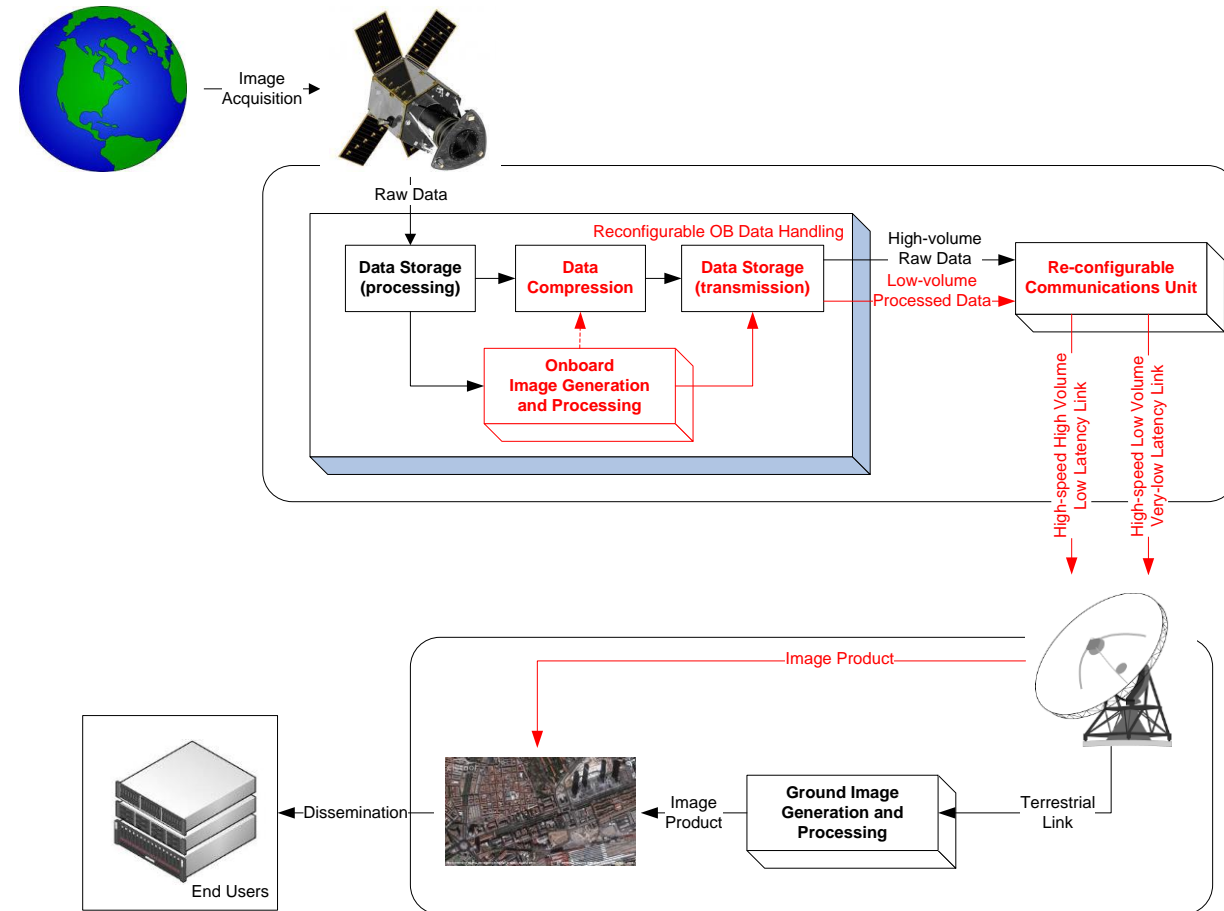 Image
Acquisition
Raw Data
Reconfigurable OB Data Handling
Data Storage
(processing)
Data
Compression
Data Storage
(transmission)
High-volume
Raw Data
Low-volume
Processed Data
Re-configurable
Communications Unit
Onboard
Image Generation
and Processing
High-speed High Volume
Low Latency Link
High-speed Low Volume
Very-low Latency Link
Image Product
Ground Image
Generation and
Processing
Terrestrial
Link
Image
Product
Dissemination
End Users